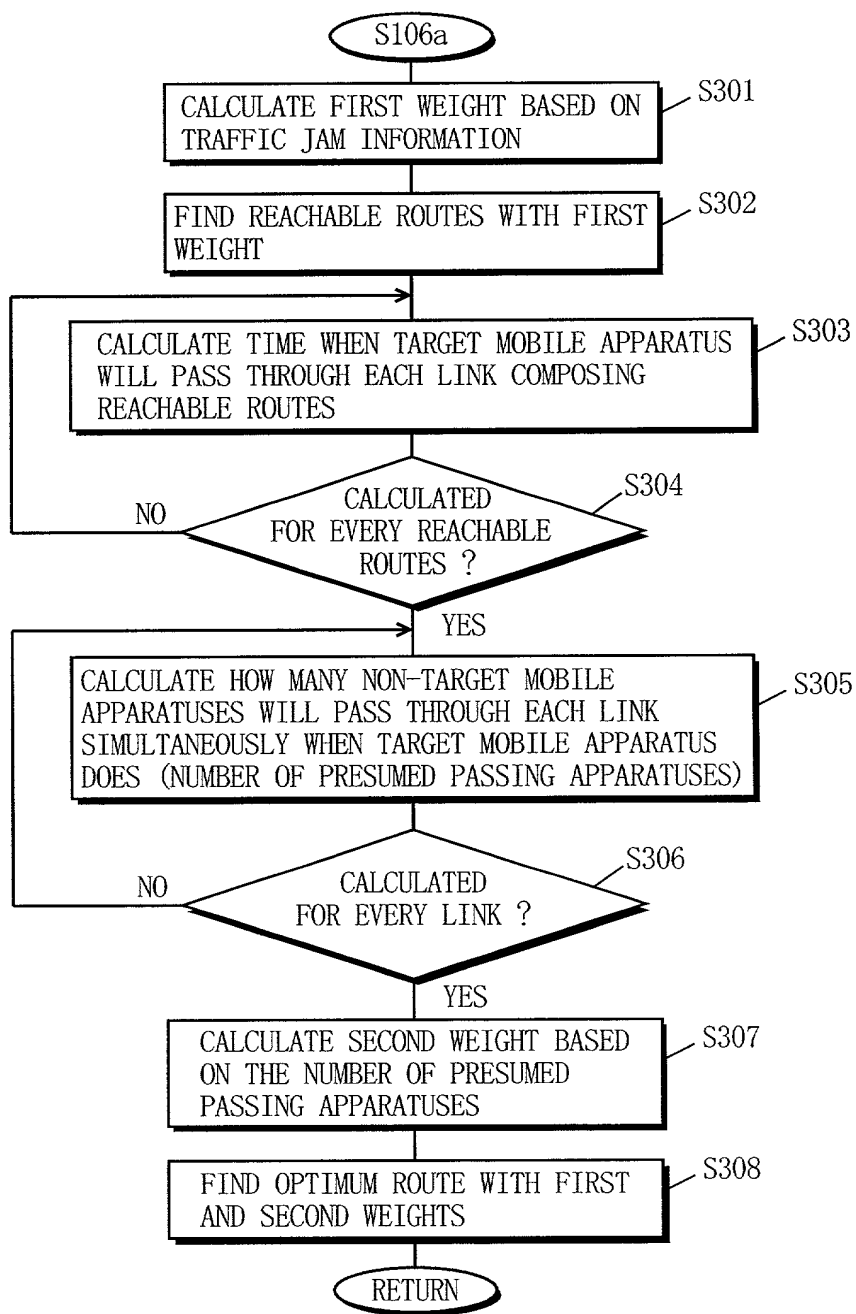 S106a
S301
CALCULATE FIRST WEIGHT BASED ON
TRAFFIC JAM INFORMATION
S302
FIND REACHABLE ROUTES WITH FIRST
WEIGHT
S303
CALCULATE TIME WHEN TARGET MOBILE APPARATUS
WILL PASS THROUGH EACH LINK COMPOSING
REACHABLE ROUTES
S304
NO
CALCULATED
FOR EVERY REACHABLE
ROUTES ?
YES
S305
CALCULATE HOW MANY NON-TARGET MOBILE
APPARATUSES WILL PASS THROUGH EACH LINK
SIMULTANEOUSLY WHEN TARGET MOBILE APPARATUS
DOES (NUMBER OF PRESUMED PASSING APPARATUSES)
S306
NO
CALCULATED
FOR EVERY LINK ?
YES
S307
CALCULATE SECOND WEIGHT BASED
ON THE NUMBER OF PRESUMED
PASSING APPARATUSES
S308
FIND OPTIMUM ROUTE WITH FIRST
AND SECOND WEIGHTS
RETURN